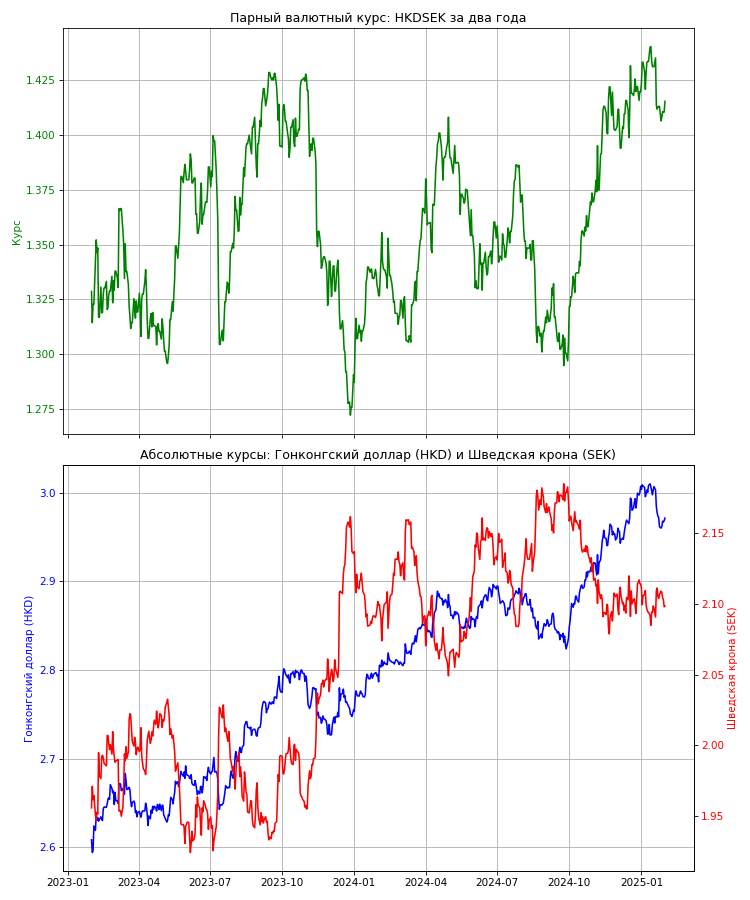 Парный валютный курс: HKDSEK за два года
1.425
1.400
1.375
1.350
1.325
1.300
1.275
Курс
Абсолютные курсы: Гонконгский доллар (HKD) и Шведская крона (SEK)
3.0
2.9
2.8
2.7
2.6
Гонконгский доллар (HKD)
2.15
2.10
2.05
2.00
1.95
Шведская крона (SEK)
2023-01 2023-04 2023-07 2023-10 2024-01 2024-04 2024-07 2024-10 2025-01